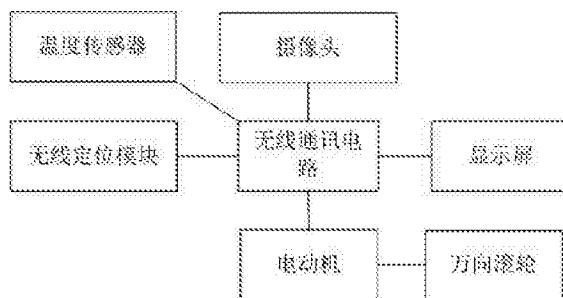 温度传感器
摄像头
无线定位模块
无线通讯电
路
显示屏
电动机
万向滚轮